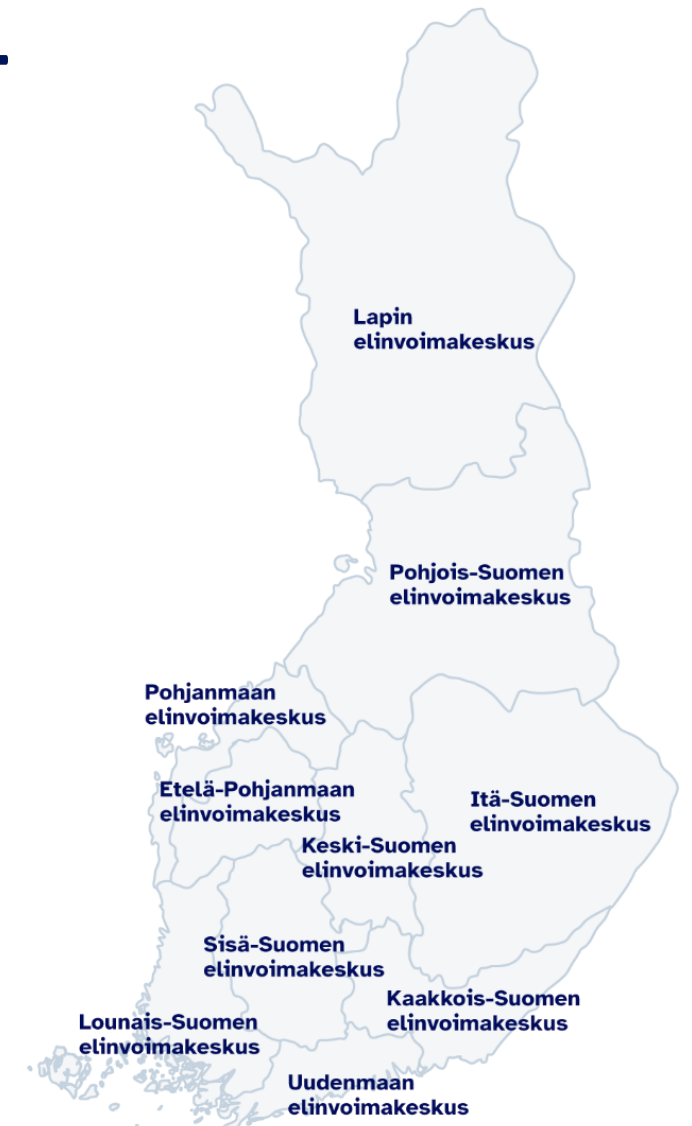 Lapin
elinvoimakeskus
Pohjois-Suomen
elinvoimakeskus
Pohjanmaan
elinvoimakeskus
Etelä-Pohjanmaan
elinvoimakeskus
Itä-Suomen
elinvoimakeskus
Keski-Suomen
elinvoimakeskus
Sisä-Suomen
elinvoimakeskus
Kaakkois-Suomen
elinvoimakeskus
Lounais-Suomen
elinvoimakeskus
Uudenmaan
elinvoimakeskus